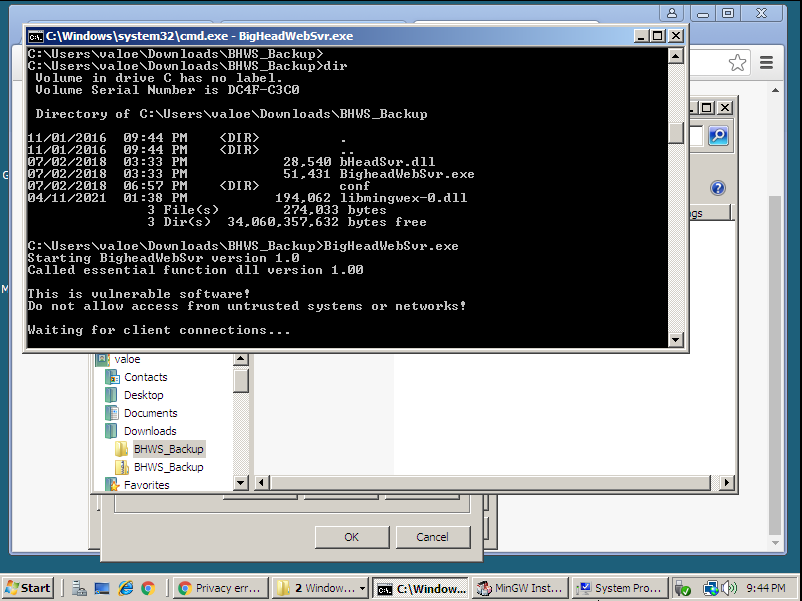 C:\Windows\system32\cmd.exe - BigHeadWebSvr.exe
C:\Users\valoe\Downloads\BHWS_Backup>
C:\Users\valoe\Downloads\BHWS_Backup>dir
Volume in drive C has no label.
Volume Serial Number is DC4F-C3C0
Directory of C:\Users\valoe\Downloads\BHWS_Backup
11/01/2016 09:44 PM <DIR> .
11/01/2016 09:44 PM <DIR> ..
07/02/2018 03:33 PM 28,540 bHeadSvr.dll
07/02/2018 03:33 PM 51,431 BigheadWebSvr.exe
07/02/2018 06:57 PM <DIR> conf
04/11/2021 01:38 PM 194,062 libmingwex-0.dll
3 File(s) 274,033 bytes
3 Dir(s) 34,060,357,632 bytes free
C:\Users\valoe\Downloads\BHWS_Backup>BigHeadWebSvr.exe
Starting BigheadWebSvr version 1.0
Called essential function dll version 1.00
This is vulnerable software!
Do not allow access from untrusted systems or networks!
Waiting for client connections...
gs
G
M
valoe
Contacts
Desktop
Documents
Downloads
BHWS_Backup
BHWS_Backup
Favorites
OK Cancel
Start Privacy err... 2 Window... C:\Window... MinGW Inst... System Pro... 9:44 PM